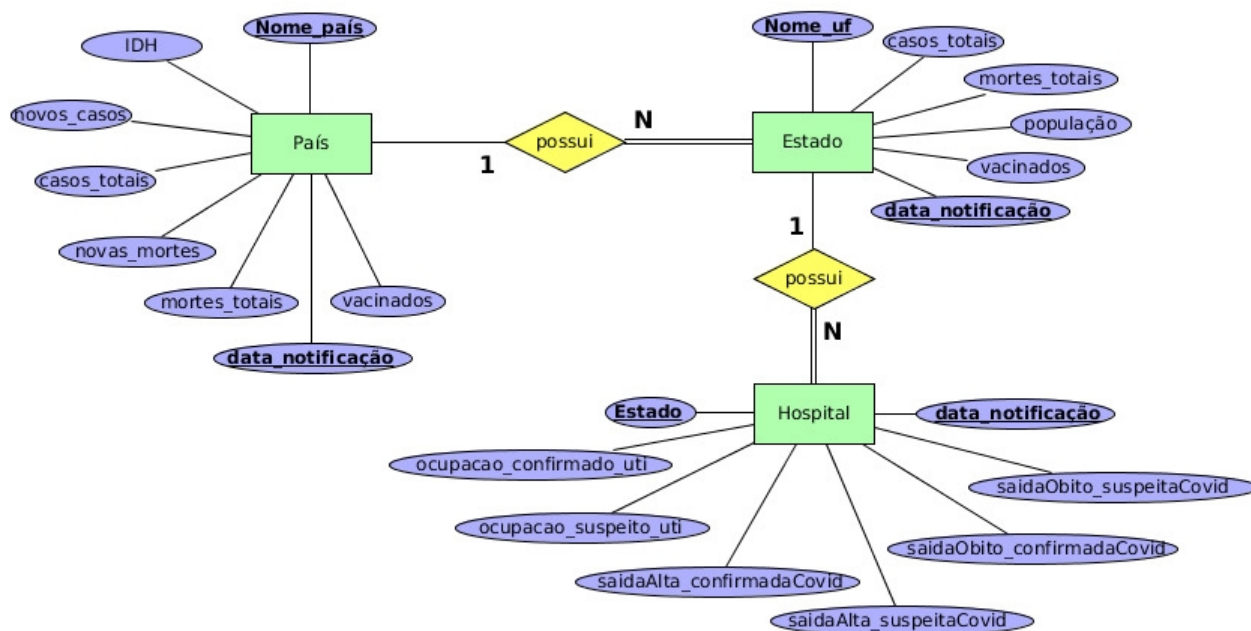 Nome_país
IDH
novos_casos
casos_totais
novas_mortes
mortes_totais
data_notificação
vacinados
País
1
possui
N
Nome_uf
casos_totais
mortes_totais
população
vacinados
data_notificação
Estado
1
possui
N
Hospital
Estado
data_notificação
ocupacao_confirmado_uti
ocupacao_suspeito_uti
saidaAlta_confirmadaCovid
saidaAlta_suspeitaCovid
saidaObito_confirmadaCovid
saidaObito_suspeitaCovid